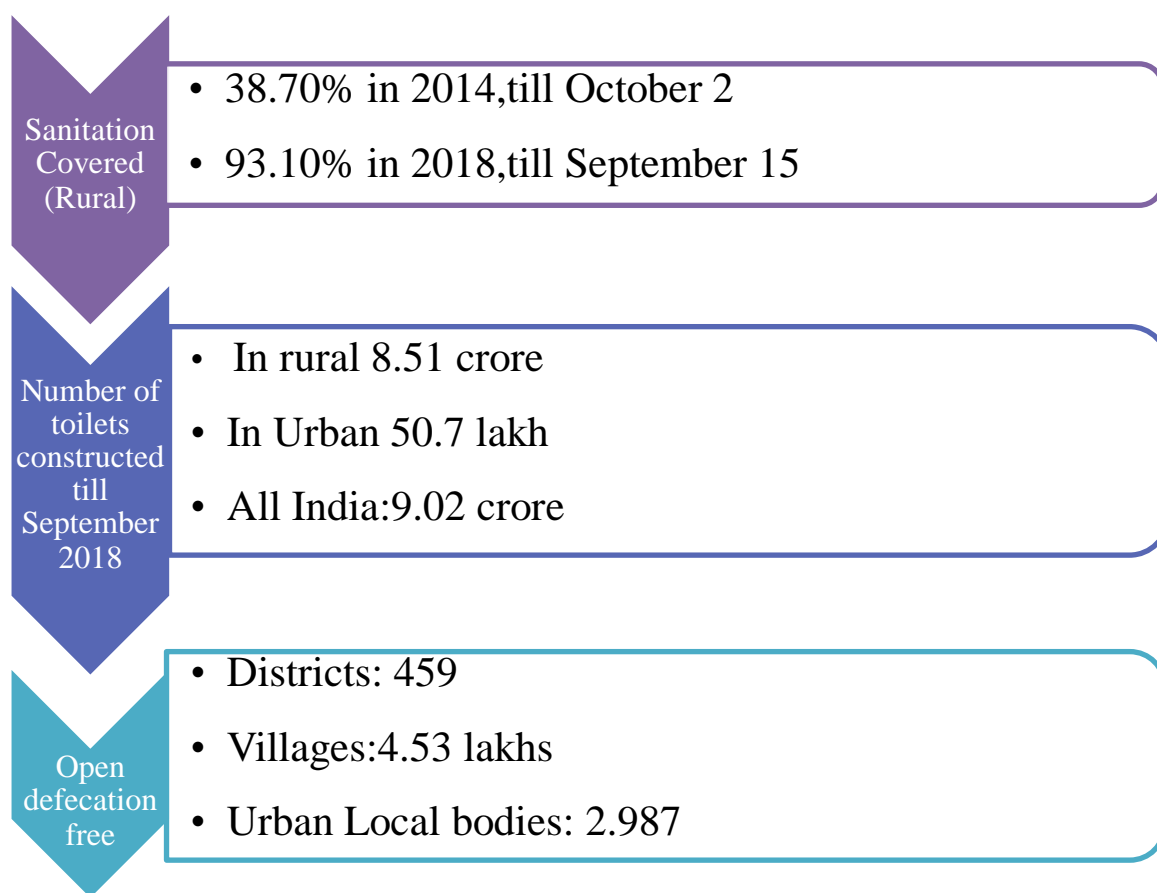 Sanitation
Covered
(Rural)
• 38.70% in 2014,till October 2
• 93.10% in 2018,till September 15
Number of
toilets
constructed
till
September
2018
• In rural 8.51 crore
• In Urban 50.7 lakh
• All India:9.02 crore
Open
defecation
free
• Districts: 459
• Villages:4.53 lakhs
• Urban Local bodies: 2.987